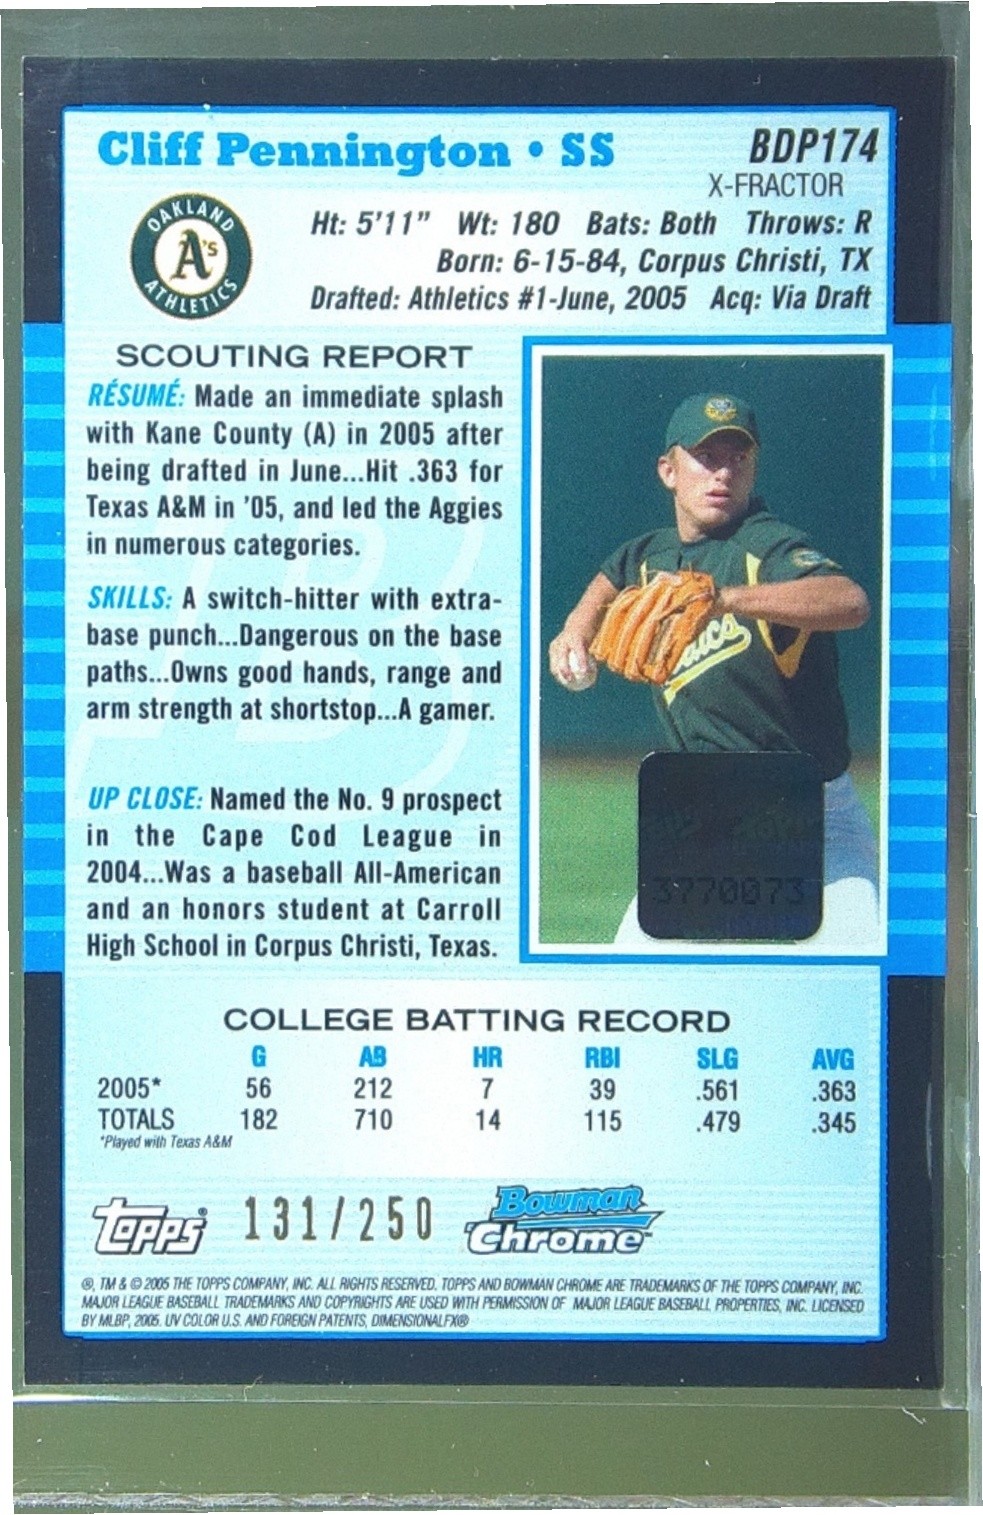 Cliff Pennington • SS
BDP174
X-FRACTOR
OAKLAND
A's
ATHLETICS
Ht: 5'11" Wt: 180 Bats: Both Throws: R
Born: 6-15-84, Corpus Christi, TX
Drafted: Athletics #1-June, 2005 Acq: Via Draft
SCOUTING REPORT
RÉSUMÉ: Made an immediate splash
with Kane County (A) in 2005 after
being drafted in June...Hit .363 for
Texas A&M in '05, and led the Aggies
in numerous categories.
SKILLS: A switch-hitter with extra-
base punch...Dangerous on the base
paths...Owns good hands, range and
arm strength at shortstop...A gamer.
UP CLOSE: Named the No. 9 prospect
in the Cape Cod League in
2004...Was a baseball All-American
and an honors student at Carroll
High School in Corpus Christi, Texas.
3770073
COLLEGE BATTING RECORD
G AB HR RBI SLG AVG
2005* 56 212 7 39 .561 .363
TOTALS 182 710 14 115 .479 .345
*Played with Texas A&M
Topps® 131/250 Bowman
Chrome™
®, TM & © 2005 THE TOPPS COMPANY, INC. ALL RIGHTS RESERVED. TOPPS AND BOWMAN CHROME ARE TRADEMARKS OF THE TOPPS COMPANY, INC.
MAJOR LEAGUE BASEBALL TRADEMARKS AND COPYRIGHTS ARE USED WITH PERMISSION OF MAJOR LEAGUE BASEBALL PROPERTIES, INC. LICENSED
BY MLBP, 2005. UV COLOR U.S. AND FOREIGN PATENTS, DIMENSIONALFX®